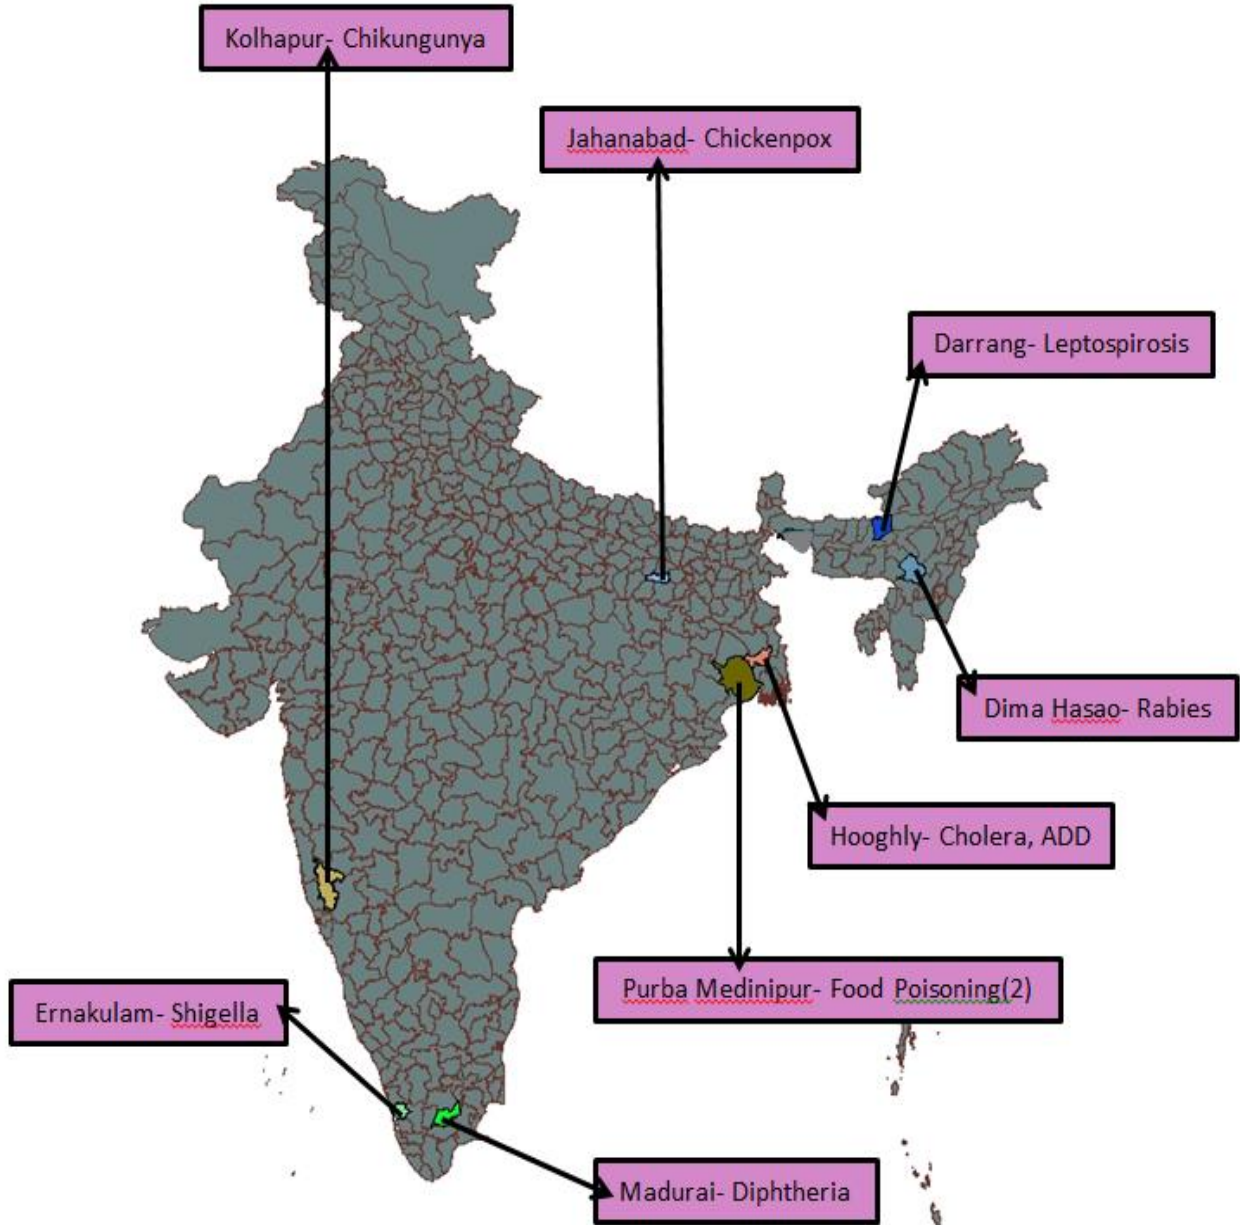 Kolhapur- Chikungunya
Jahanabad- Chickenpox
Darrang- Leptospirosis
Dima Hasao- Rabies
Hooghly- Cholera, ADD
Purba Medinipur- Food Poisoning(2)
Ernakulam- Shigella
Madurai- Diphtheria